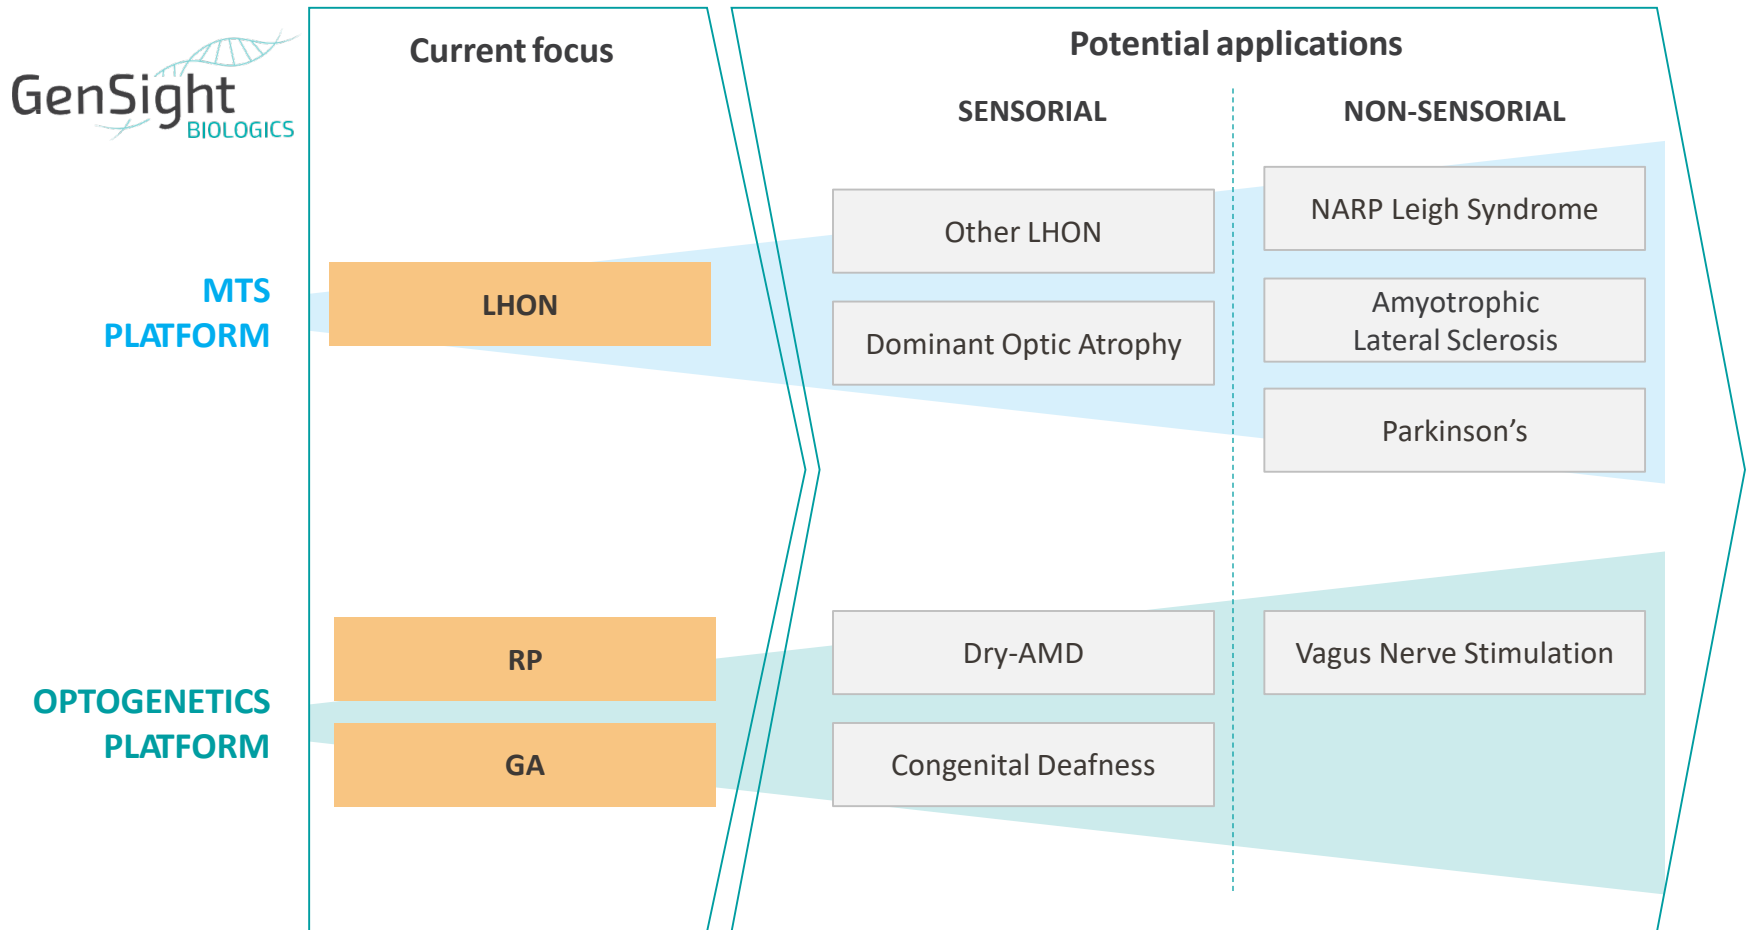 GenSight
BIOLOGICS
Current focus
Potential applications
SENSORIAL
NON-SENSORIAL
MTS
PLATFORM
LHON
Other LHON
Dominant Optic Atrophy
NARP Leigh Syndrome
Amyotrophic
Lateral Sclerosis
Parkinson’s
OPTOGENETICS
PLATFORM
RP
GA
Dry-AMD
Congenital Deafness
Vagus Nerve Stimulation